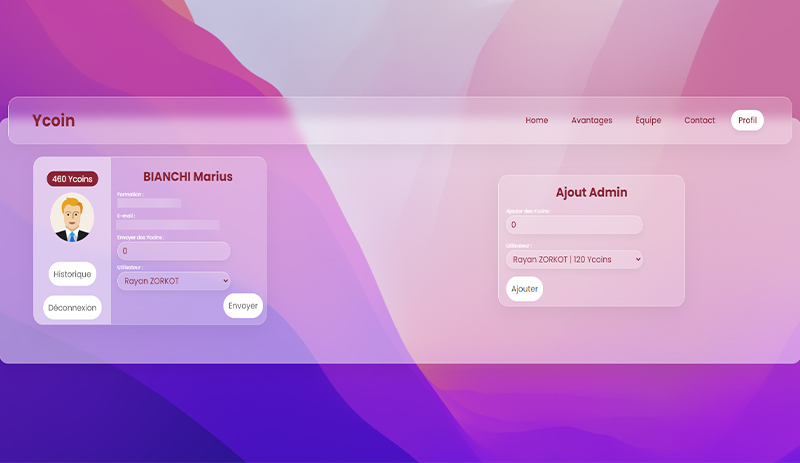 Ycoin
Home
Avantages
Équipe
Contact
Profil
460 Ycoins
Historique
Déconnexion
BIANCHI Marius
Formation :
E-mail :
Envoyer des Ycoins :
0
Utilisateur :
Rayan ZORKOT
Envoyer
Ajout Admin
Ajouter des Ycoins :
0
Utilisateur :
Rayan ZORKOT | 120 Ycoins
Ajouter